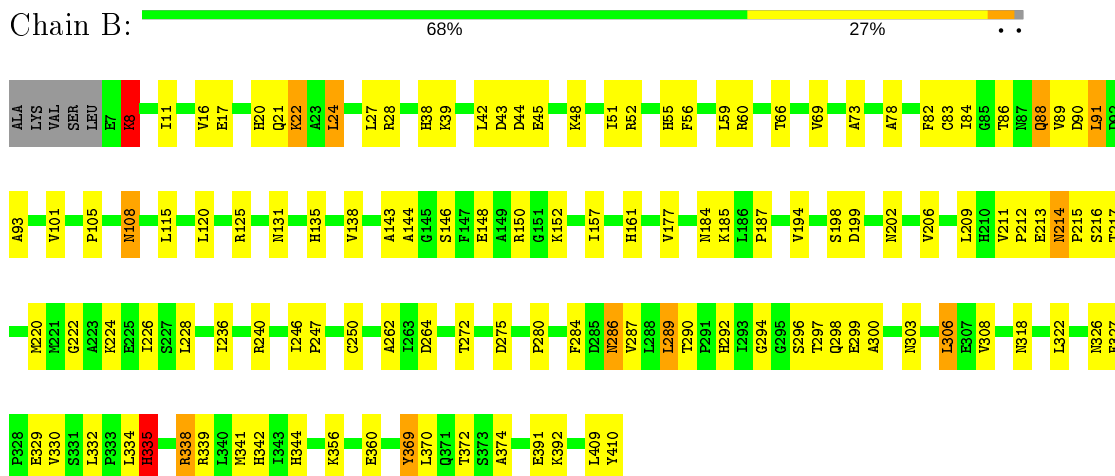 Chain B:
68% 27% • •
ALA LYS VAL SER LEU E7 K8 I11 V16 E17 H20 Q21 K22 A23 L24 L27 R28 H38 K39 L42 D43 D44 E45 K48 I51 R52 H55 F56 L59 R60 T66 V69 A73 A78 F82 C83 I84 G85 T86 N87 Q88 V89 D90 L91 D92
A93 V101 P105 N108 L115 L120 R125 N131 H135 V138 A143 A144 G145 S146 F147 E148 A149 R150 G151 K152 I157 H161 V177 N184 K185 L186 P187 V194 S198 D199 N202 V206 L209 H210 V211 P212 E213 N214 P215 S216 T217
M220 M221 G222 A223 K224 E225 I226 S227 L228 I236 R240 I246 P247 C250 A262 I263 D264 T272 D275 P280 F284 D285 N286 V287 L288 L289 T290 P291 H292 I293 G294 G295 S296 T297 Q298 E299 A300 N303 L306 E307 V308 N318 L322 N326 F327
P328 E329 V330 S331 L332 P333 L334 H335 R338 R339 L340 M341 H342 I343 H344 K356 E360 Y369 L370 Q371 T372 S373 A374 E391 K392 L409 Y410